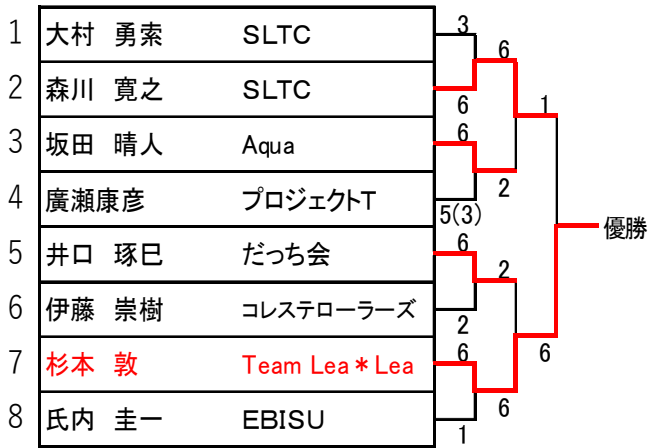 1 大村 勇索 SLTC 3
6
2 森川 寛之 SLTC 6
1
3 坂田 晴人 Aqua 6
2
4 廣瀬康彦 プロジェクトT 5(3)
優勝
5 井口 琢巳 だっち会 6
2
6 伊藤 崇樹 コレステローラーズ 2
6
7 杉本 敦 Team Lea＊Lea 6
6
8 氏内 圭一 EBISU 1